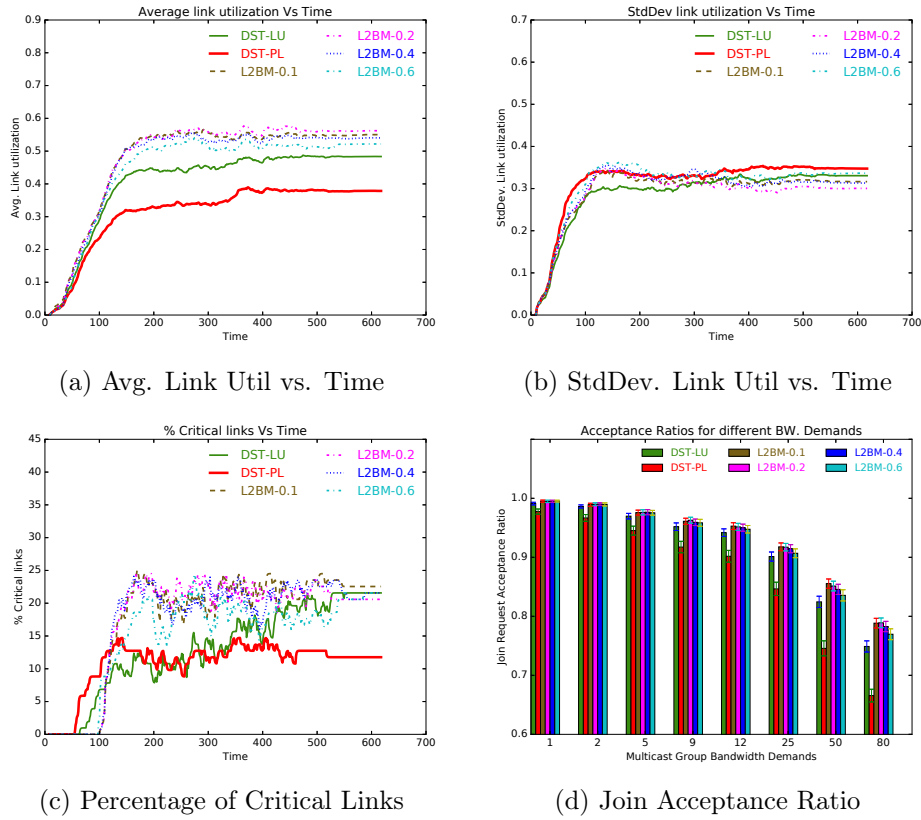 Average link utilization Vs Time
0.9
0.8
0.7
0.6
0.5
0.4
0.3
0.2
0.1
0.0
Avg. Link utilization
DST-LU
DST-PL
L2BM-0.1
L2BM-0.2
L2BM-0.4
L2BM-0.6
0 100 200 300 400 500 600 700
Time
(a) Avg. Link Util vs. Time
StdDev link utilization Vs Time
0.7
0.6
0.5
0.4
0.3
0.2
0.1
0.0
StdDev. Link utilization
DST-LU
DST-PL
L2BM-0.1
L2BM-0.2
L2BM-0.4
L2BM-0.6
0 100 200 300 400 500 600 700
Time
(b) StdDev. Link Util vs. Time
% Critical links Vs Time
45
40
35
30
25
20
15
10
5
0
% Critical links
DST-LU
DST-PL
L2BM-0.1
L2BM-0.2
L2BM-0.4
L2BM-0.6
0 100 200 300 400 500 600 700
Time
(c) Percentage of Critical Links
Acceptance Ratios for different BW. Demands
1.0
0.9
0.8
0.7
0.6
Join Request Acceptance Ratio
DST-LU
DST-PL
L2BM-0.1
L2BM-0.2
L2BM-0.4
L2BM-0.6
1 2 5 9 12 25 50 80
Multicast Group Bandwidth Demands
(d) Join Acceptance Ratio